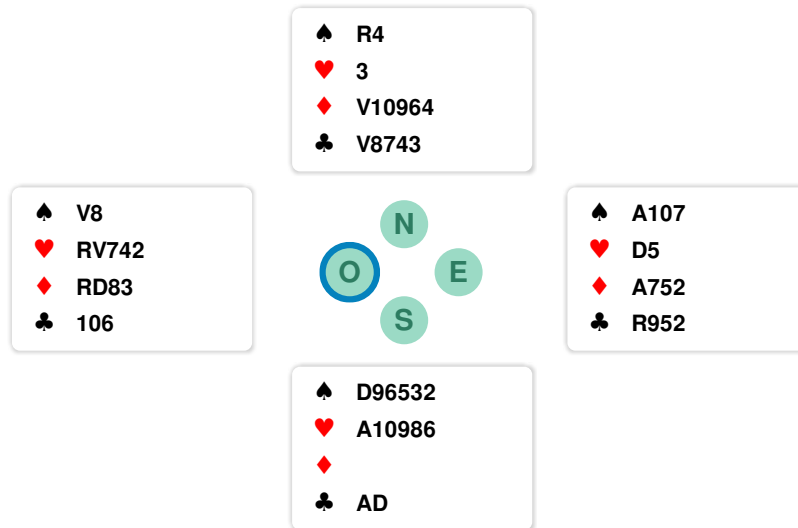 ♠ R4
♥ 3
♦ V10964
♣ V8743
♠ V8
♥ RV742
♦ RD83
♣ 106
N
O E
S
♠ A107
♥ D5
♦ A752
♣ R952
♠ D96532
♥ A10986
♦
♣ AD